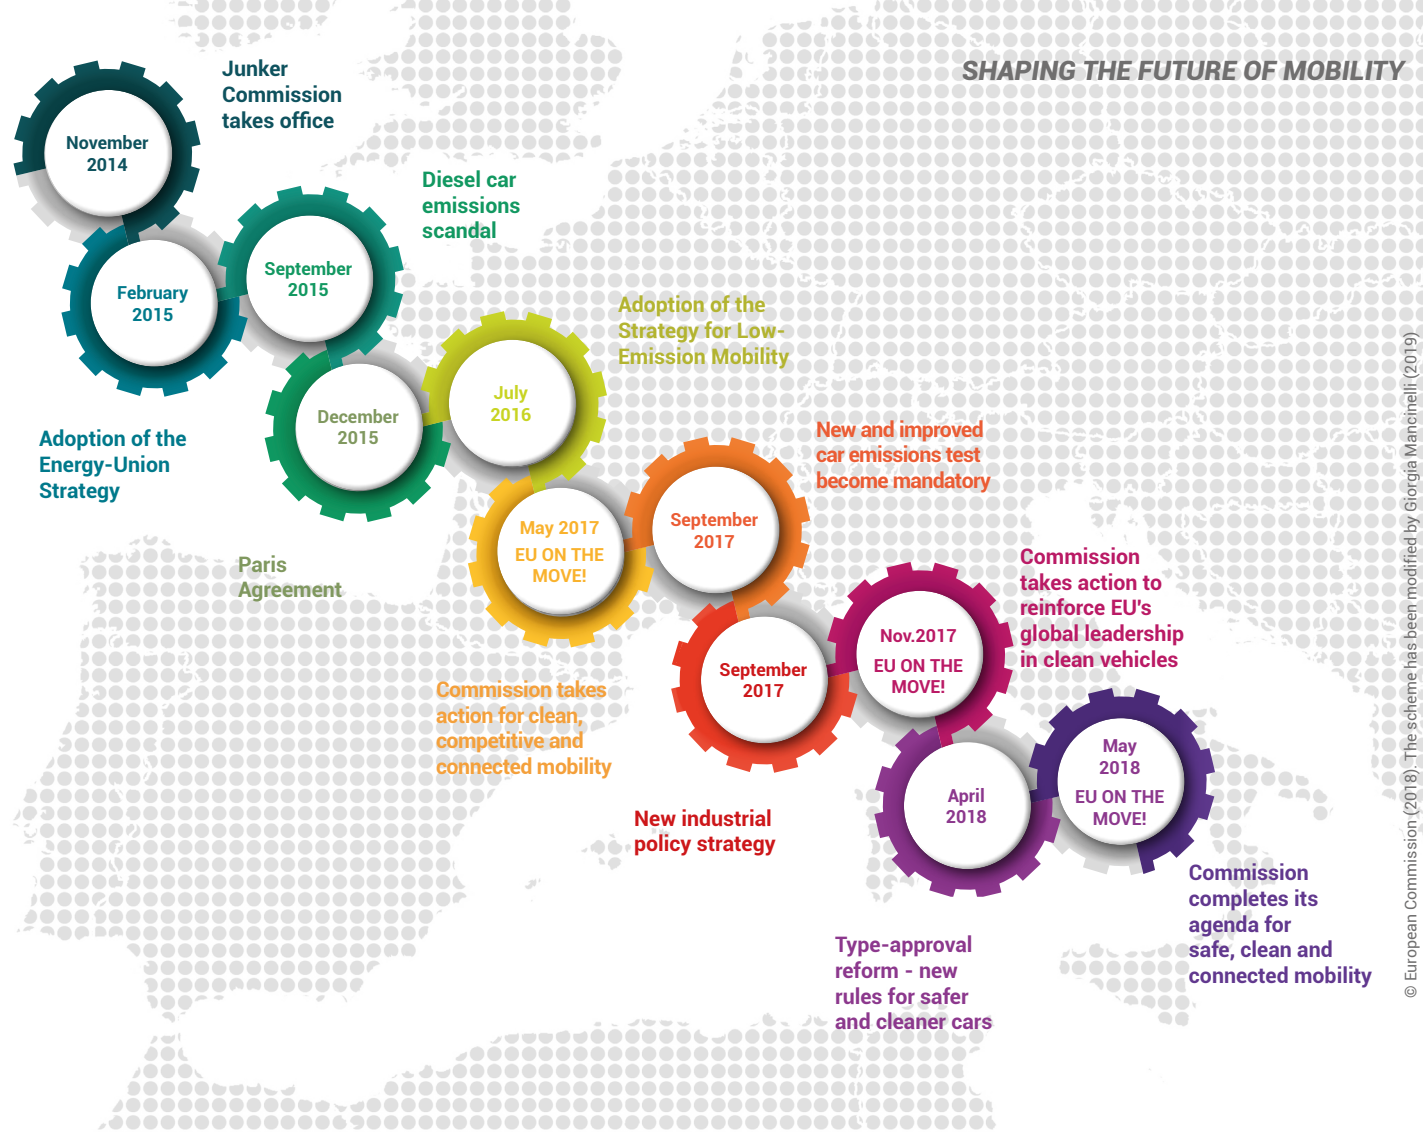 SHAPING THE FUTURE OF MOBILITY
November
2014
Junker
Commission
takes office
February
2015
Adoption of the
Energy-Union
Strategy
September
2015
Diesel car
emissions
scandal
December
2015
Paris
Agreement
July
2016
Adoption of the
Strategy for Low-
Emission Mobility
May 2017
EU ON THE
MOVE!
Commission takes
action for clean,
competitive and
connected mobility
September
2017
New and improved
car emissions test
become mandatory
September
2017
New industrial
policy strategy
Nov.2017
EU ON THE
MOVE!
Commission
takes action to
reinforce EU's
global leadership
in clean vehicles
April
2018
Type-approval
reform - new
rules for safer
and cleaner cars
May
2018
EU ON THE
MOVE!
Commission
completes its
agenda for
safe, clean and
connected mobility
© European Commission (2018). The scheme has been modified by Giorgia Mancinelli (2019)